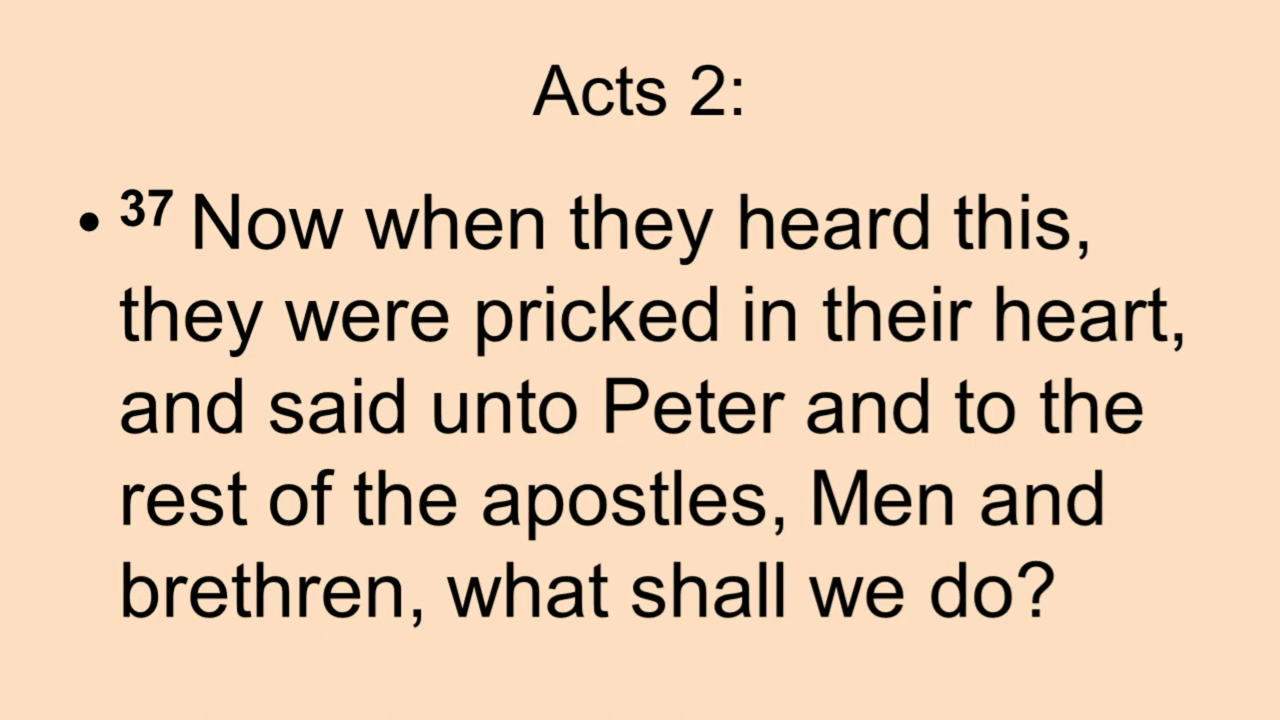 Acts 2:
• 37 Now when they heard this,
they were pricked in their heart,
and said unto Peter and to the
rest of the apostles, Men and
brethren, what shall we do?